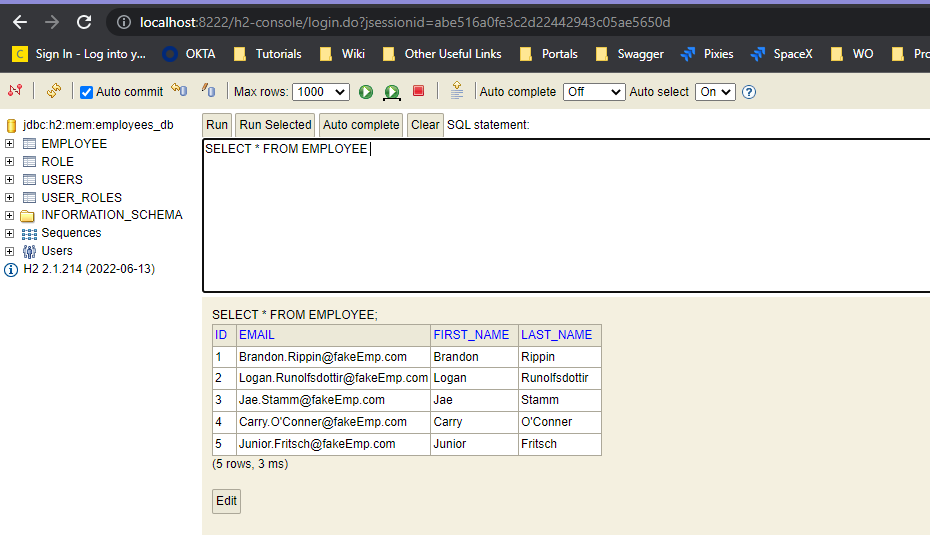 localhost:8222/h2-console/login.do?jsessionid=abe516a0fe3c2d22442943c05ae5650d
C Sign In - Log into y... OKTA Tutorials Wiki Other Useful Links Portals Swagger Pixies SpaceX WO Pro
Auto commit Max rows: 1000 Auto complete Off Auto select On ?
jdbc:h2:mem:employees_db
EMPLOYEE
ROLE
USERS
USER_ROLES
INFORMATION_SCHEMA
Sequences
Users
H2 2.1.214 (2022-06-13)
Run Run Selected Auto complete Clear SQL statement:
SELECT * FROM EMPLOYEE
SELECT * FROM EMPLOYEE;
ID EMAIL FIRST_NAME LAST_NAME
1 Brandon.Rippin@fakeEmp.com Brandon Rippin
2 Logan.Runolfsdottir@fakeEmp.com Logan Runolfsdottir
3 Jae.Stamm@fakeEmp.com Jae Stamm
4 Carry.O'Conner@fakeEmp.com Carry O'Conner
5 Junior.Fritsch@fakeEmp.com Junior Fritsch
(5 rows, 3 ms)
Edit